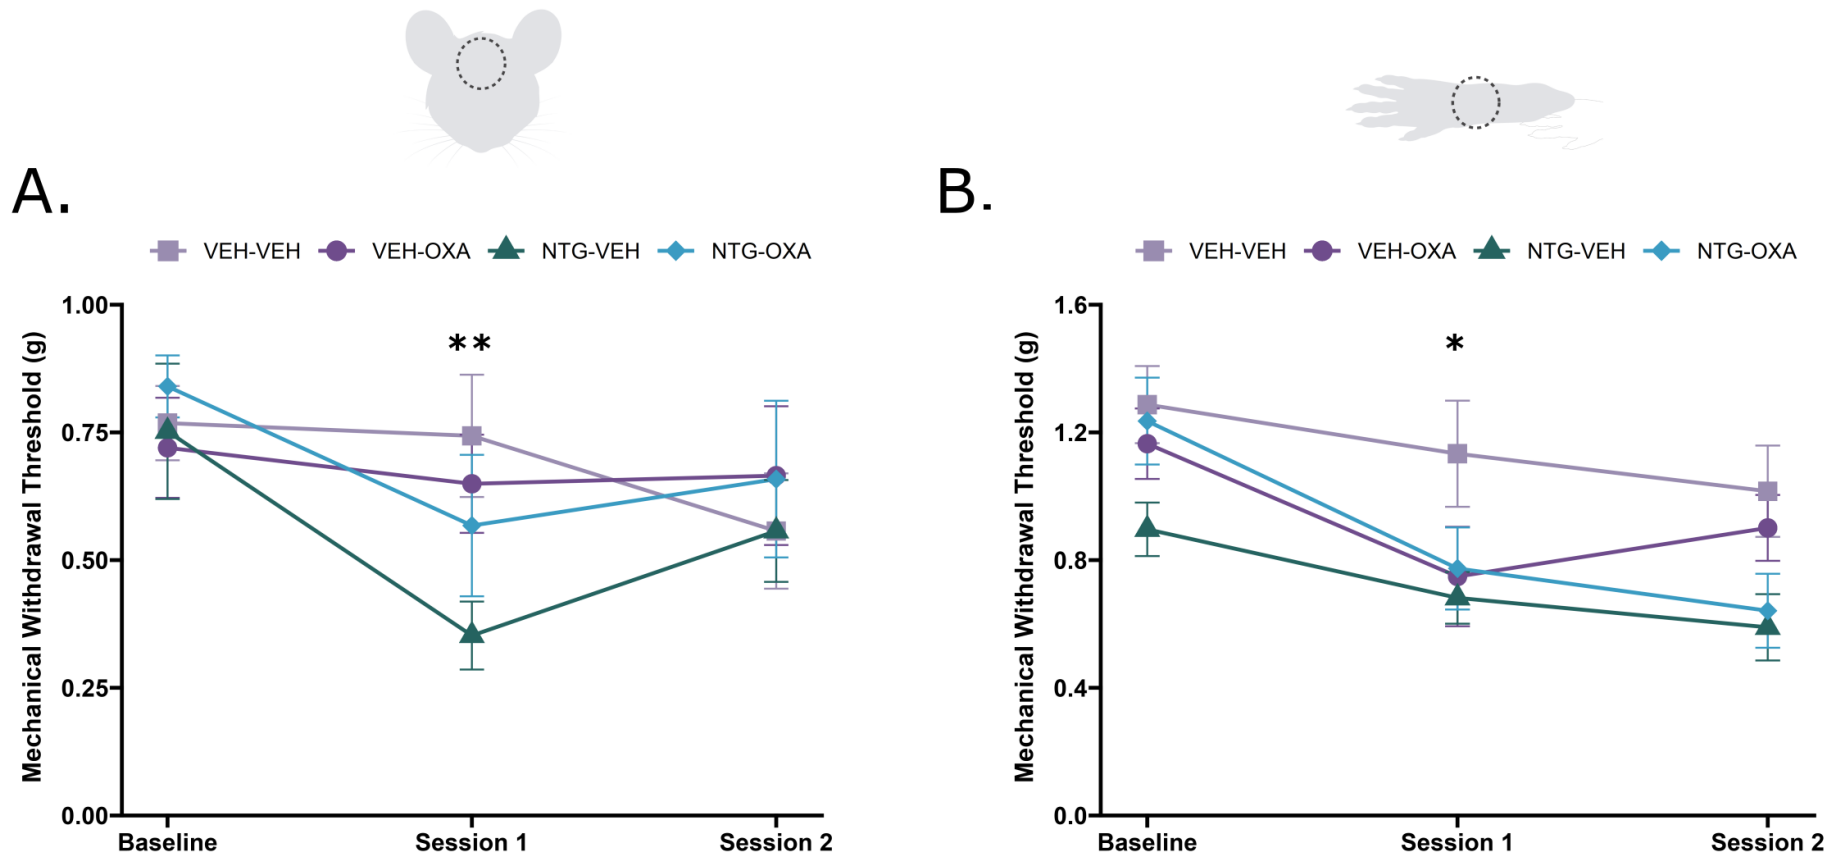 A.
B.
VEH-VEH VEH-OXA NTG-VEH NTG-OXA
Mechanical Withdrawal Threshold (g)
1.00
0.75
0.50
0.25
0.00
**
Baseline Session 1 Session 2
VEH-VEH VEH-OXA NTG-VEH NTG-OXA
Mechanical Withdrawal Threshold (g)
1.6
1.2
0.8
0.4
0.0
*
Baseline Session 1 Session 2